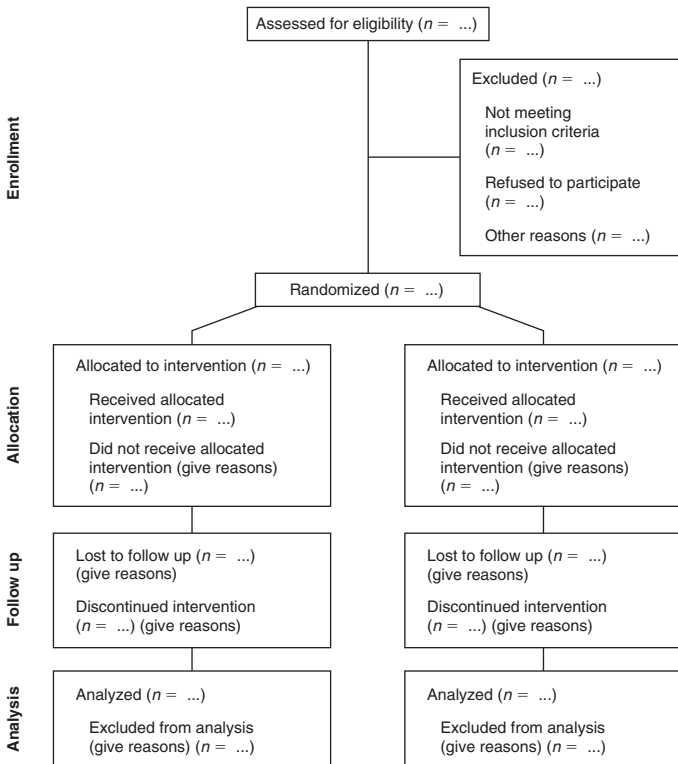 Assessed for eligibility (n = ...)
Enrollment
Excluded (n = ...)
Not meeting
inclusion criteria
(n = ...)
Refused to participate
(n = ...)
Other reasons (n = ...)
Randomized (n = ...)
Allocation
Allocated to intervention (n = ...)
Received allocated
intervention (n = ...)
Did not receive allocated
intervention (give reasons)
(n = ...)
Allocated to intervention (n = ...)
Received allocated
intervention (n = ...)
Did not receive allocated
intervention (give reasons)
(n = ...)
Follow up
Lost to follow up (n = ...)
(give reasons)
Discontinued intervention
(n = ...) (give reasons)
Lost to follow up (n = ...)
(give reasons)
Discontinued intervention
(n = ...) (give reasons)
Analysis
Analyzed (n = ...)
Excluded from analysis
(give reasons) (n = ...)
Analyzed (n = ...)
Excluded from analysis
(give reasons) (n = ...)